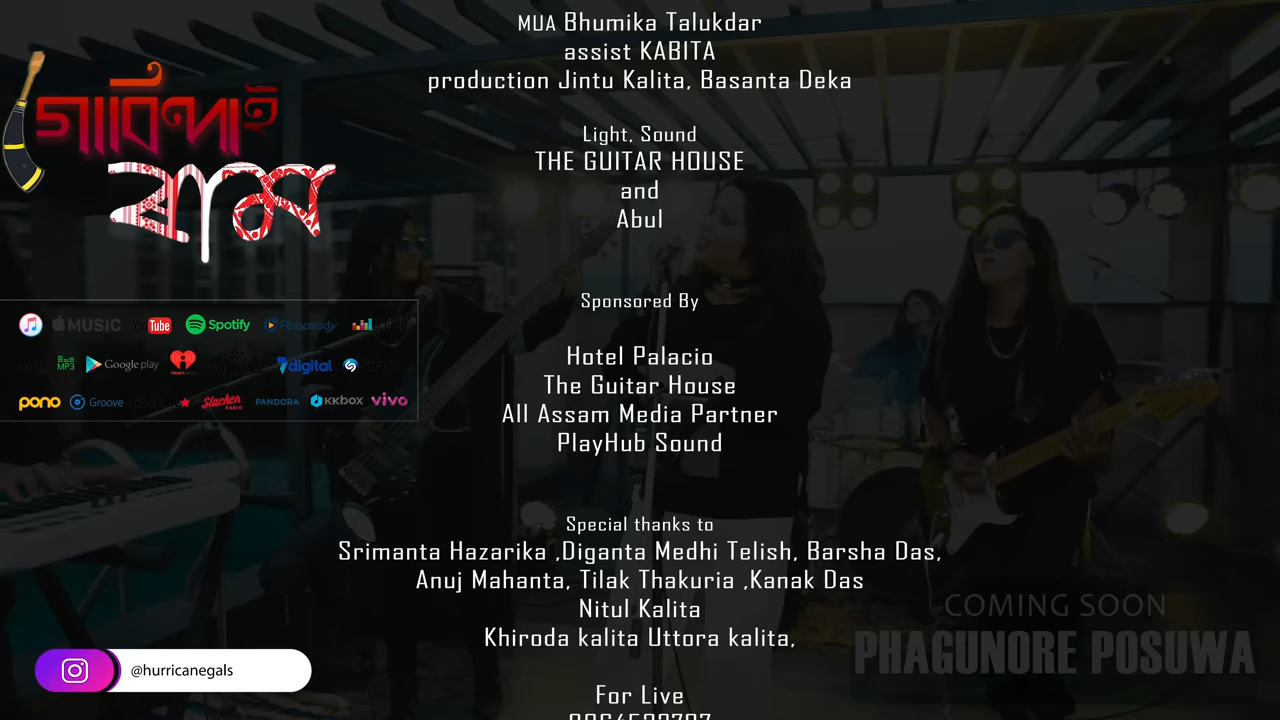 MUA Bhumika Talukdar
assist KABITA
production Jintu Kalita, Basanta Deka
Light, Sound
THE GUITAR HOUSE
and
Abul
Sponsored By
Hotel Palacio
The Guitar House
All Assam Media Partner
PlayHub Sound
Special thanks to
Srimanta Hazarika ,Diganta Medhi Telish, Barsha Das,
Anuj Mahanta, Tilak Thakuria ,Kanak Das
Nitul Kalita
Khiroda kalita Uttora kalita,
For Live
MUSIC YouTube Spotify Rhapsody
MP3 Google play 7digital
pono Groove Slacker RADIO PANDORA KKBOX vivo
@hurricanegals
COMING SOON
PHAGUNORE POSUWA